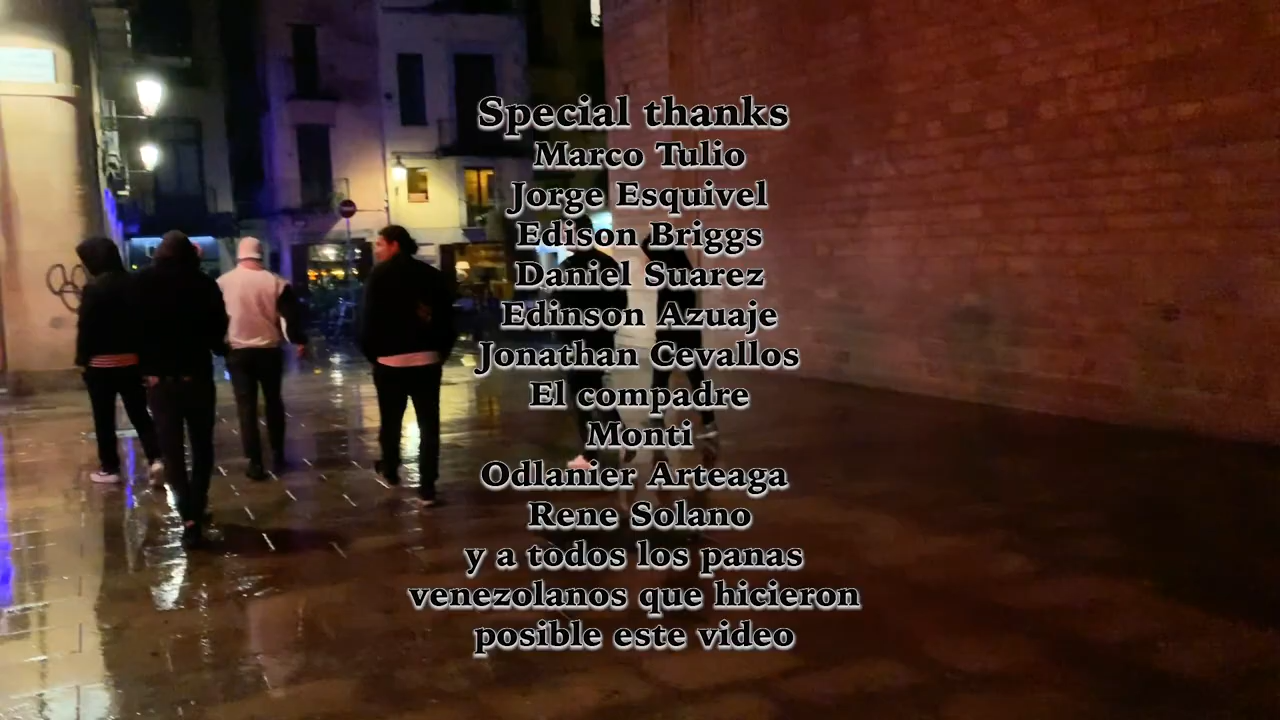 Special thanks
Marco Tulio
Jorge Esquivel
Edison Briggs
Daniel Suarez
Edinson Azuaje
Jonathan Cevallos
El compadre
Monti
Odlanier Arteaga
Rene Solano
y a todos los panas
venezolanos que hicieron
posible este video